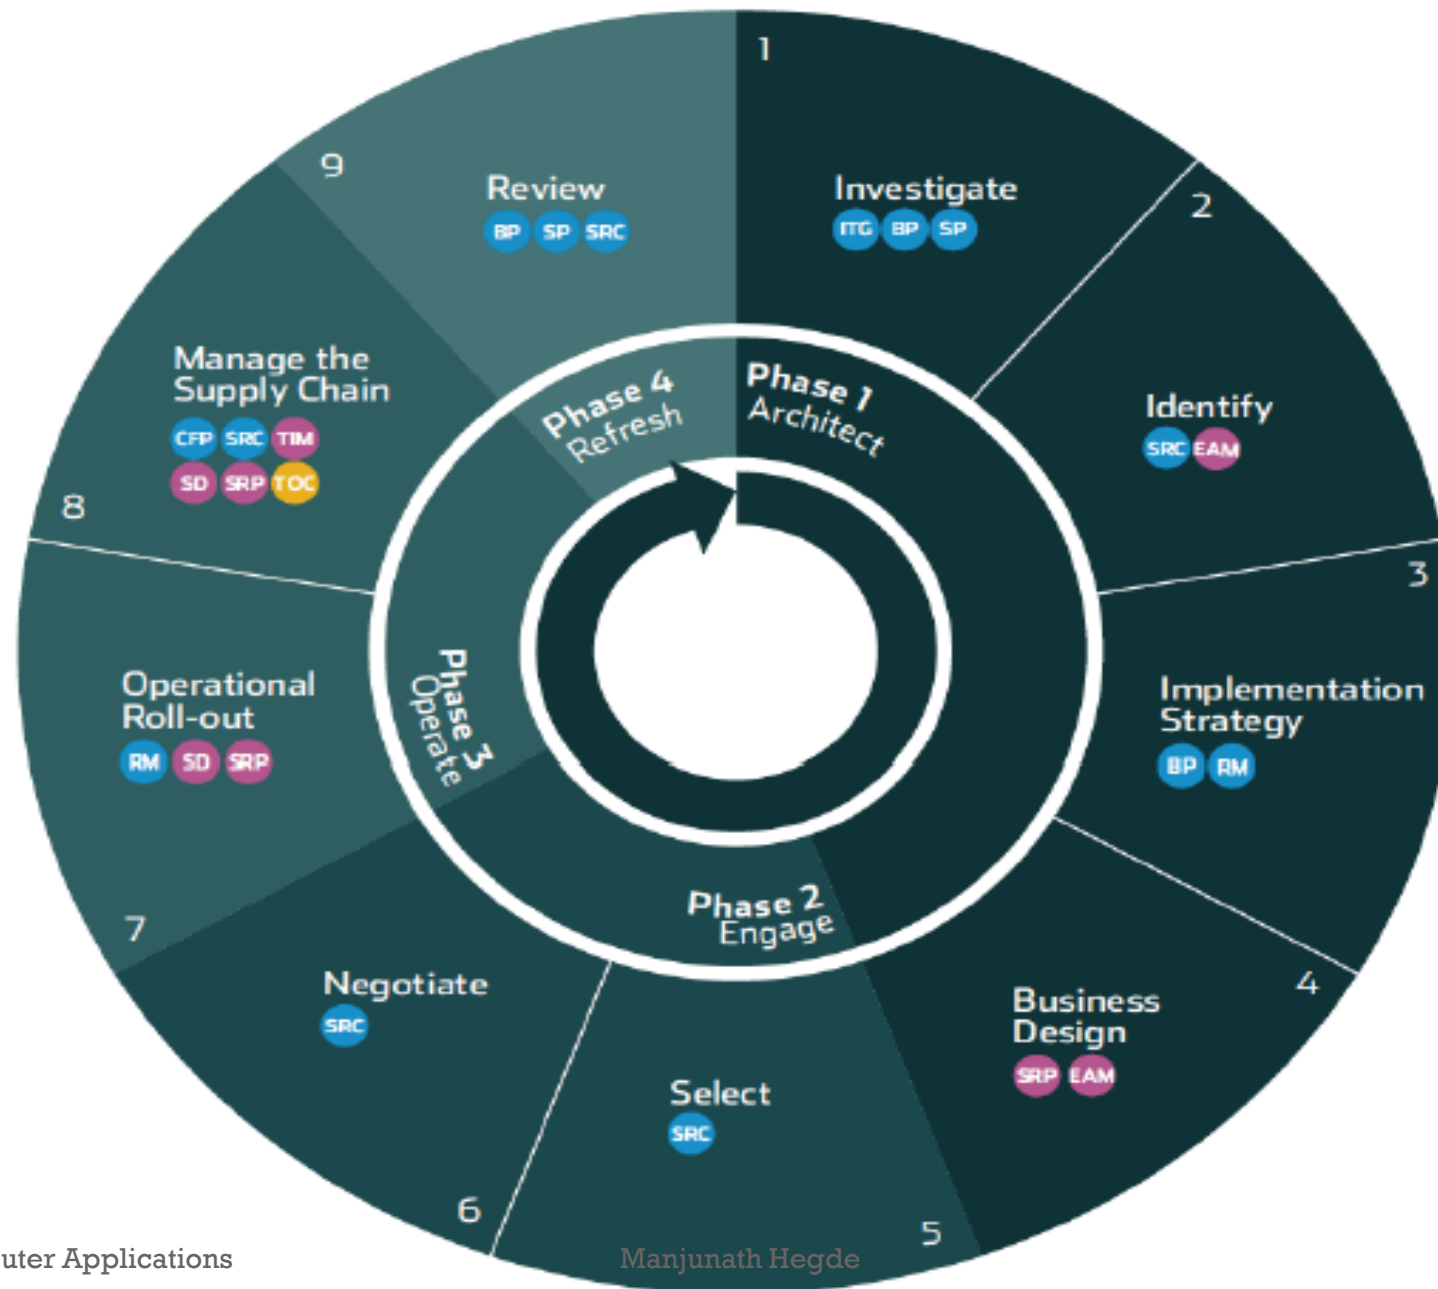 1
Investigate
ITG BP SP
2
Identify
SRC EAM
3
Implementation
Strategy
BP RM
4
Business
Design
SRP EAM
5
Select
SRC
6
Negotiate
SRC
7
Operational
Roll-out
RM SD SRP
8
Manage the
Supply Chain
CFP SRC TIM
SD SRP TOC
9
Review
BP SP SRC
Phase 1
Architect
Phase 2
Engage
Phase 3
Operate
Phase 4
Refresh
uter Applications
Manjunath Hegde